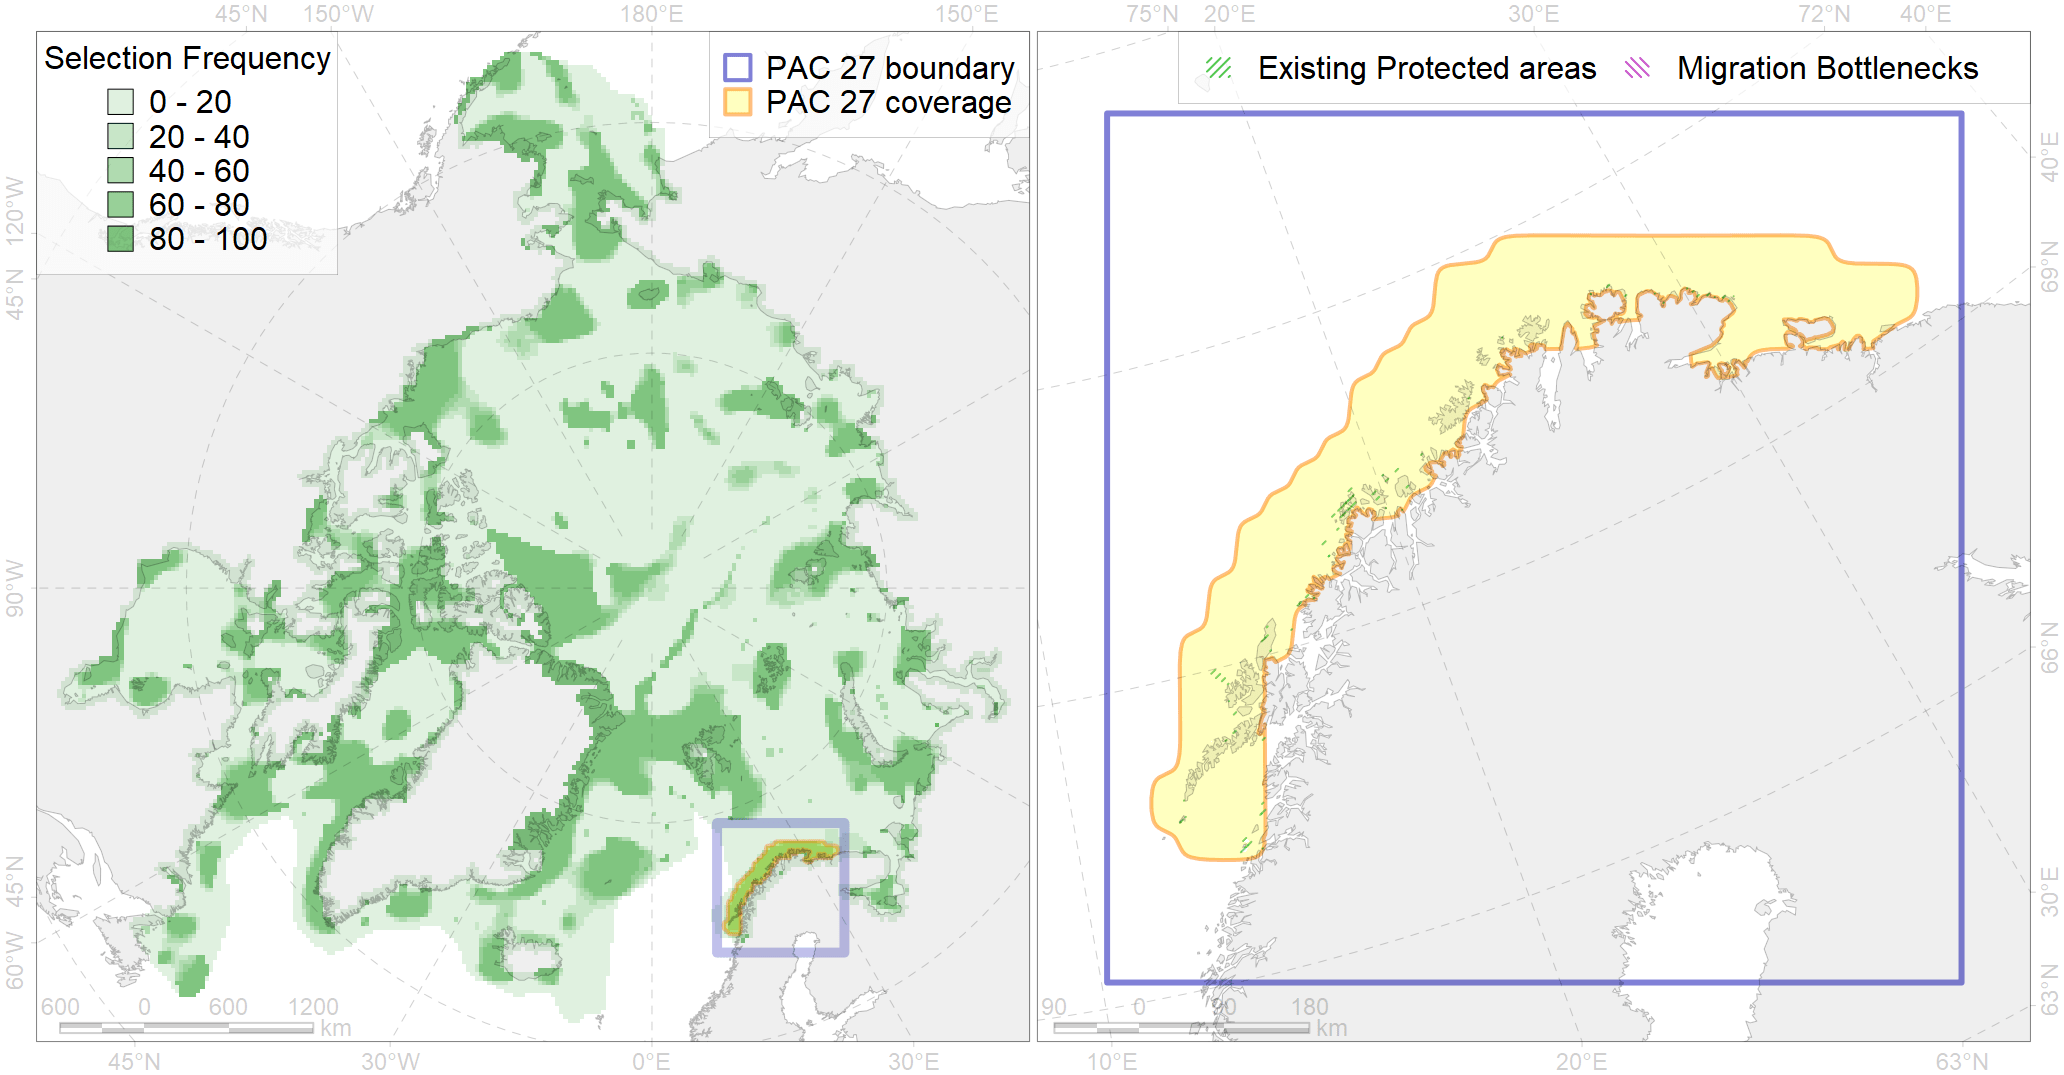 45°N 150°W 180°E 150°E 75°N 20°E 30°E 72°N 40°E
Selection Frequency
0 - 20
20 - 40
40 - 60
60 - 80
80 - 100
PAC 27 boundary
PAC 27 coverage
Existing Protected areas Migration Bottlenecks
120°W
45°N
90°W
45°N
60°W
40°E
69°N
66°N
30°E
63°N
600 0 600 1200
km
90 0 90 180
km
45°N 30°W 0°E 30°E 10°E 20°E 63°N